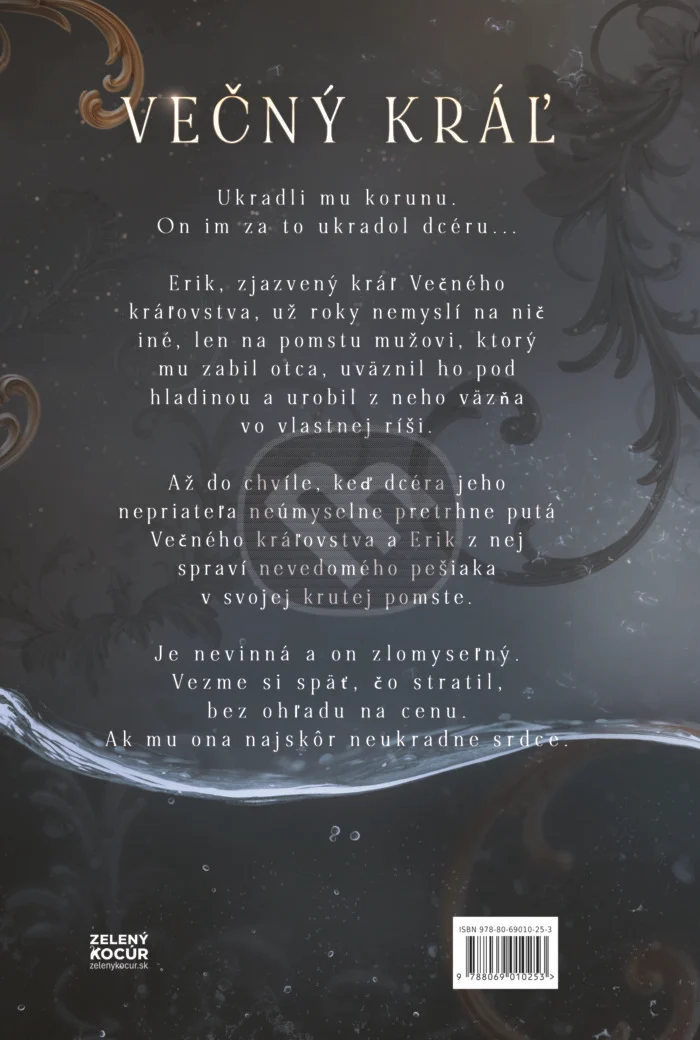 VEČNÝ KRÁĽ
Ukradli mu korunu.
On im za to ukradol dcéru...
Erik, zjazvený kráľ Večného
kráľovstva, už roky nemyslí na nič
iné, len na pomstu mužovi, ktorý
mu zabil otca, uväznil ho pod
hladinou a urobil z neho väzňa
vo vlastnej ríši.
Až do chvíle, keď dcéra jeho
nepriateľa neúmyselne pretrhne putá
Večného kráľovstva a Erik z nej
spraví nevedomého pešiaka
v svojej krutej pomste.
Je nevinná a on zlomyseľný.
Vezme si späť, čo stratil,
bez ohľadu na cenu.
Ak mu ona najskôr neukradne srdce.
ZELENÝ
KOCÚR
zelenykocur.sk
ISBN 978-80-69010-25-3
9 788069 010253 >